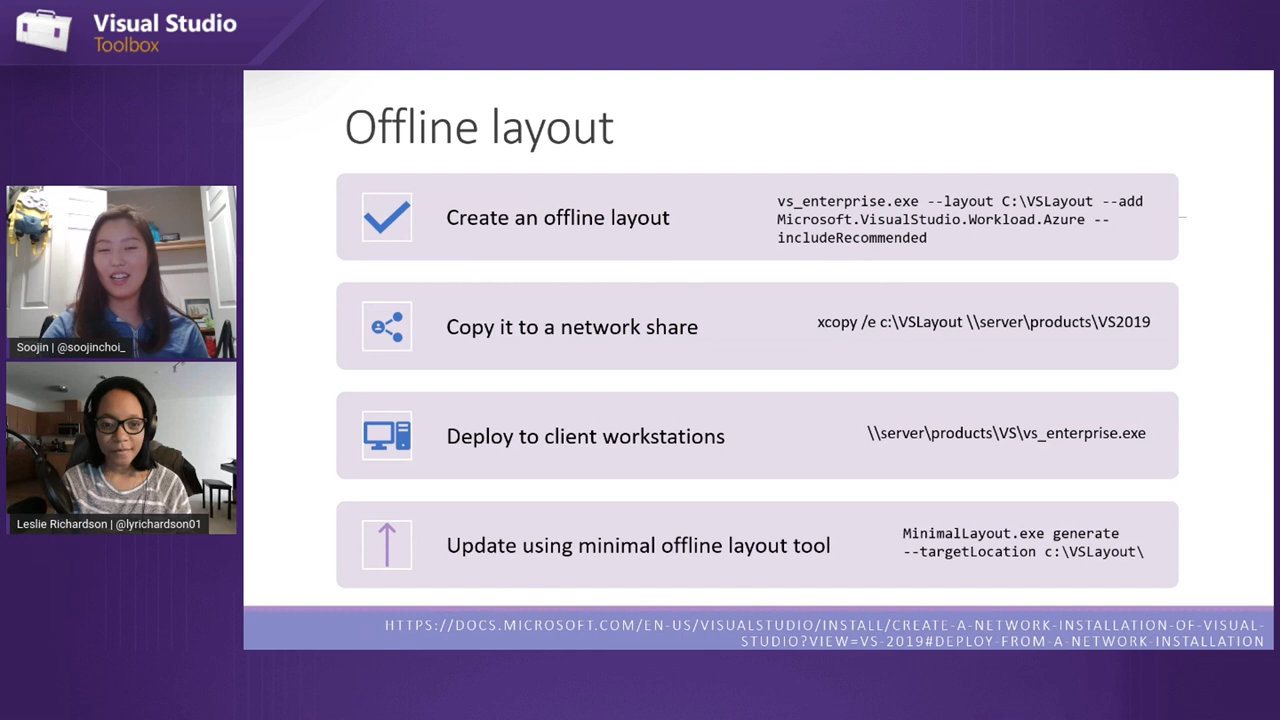 Visual Studio
Toolbox
Offline layout
Create an offline layout
vs_enterprise.exe --layout C:\VSLayout --add
Microsoft.VisualStudio.Workload.Azure --
includeRecommended
Copy it to a network share
xcopy /e c:\VSLayout \\server\products\VS2019
Deploy to client workstations
\\server\products\VS\vs_enterprise.exe
Update using minimal offline layout tool
MinimalLayout.exe generate
--targetLocation c:\VSLayout\
HTTPS://DOCS.MICROSOFT.COM/EN-US/VISUALSTUDIO/INSTALL/CREATE-A-NETWORK-INSTALLATION-OF-VISUAL-
STUDIO?VIEW=VS-2019#DEPLOY-FROM-A-NETWORK-INSTALLATION
Soojin | @soojinchoi_
Leslie Richardson | @lyrichardson01